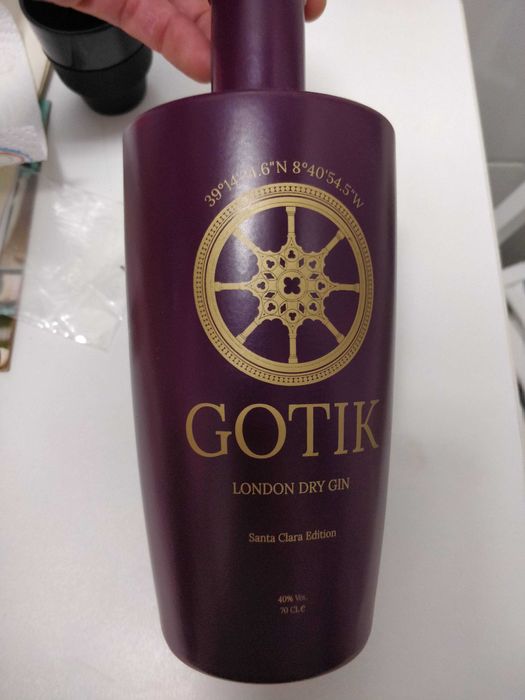 39°14'24.6"N 8°40'54.5"W
GOTIK
LONDON DRY GIN
Santa Clara Edition
40% Vol.
70 CL℮